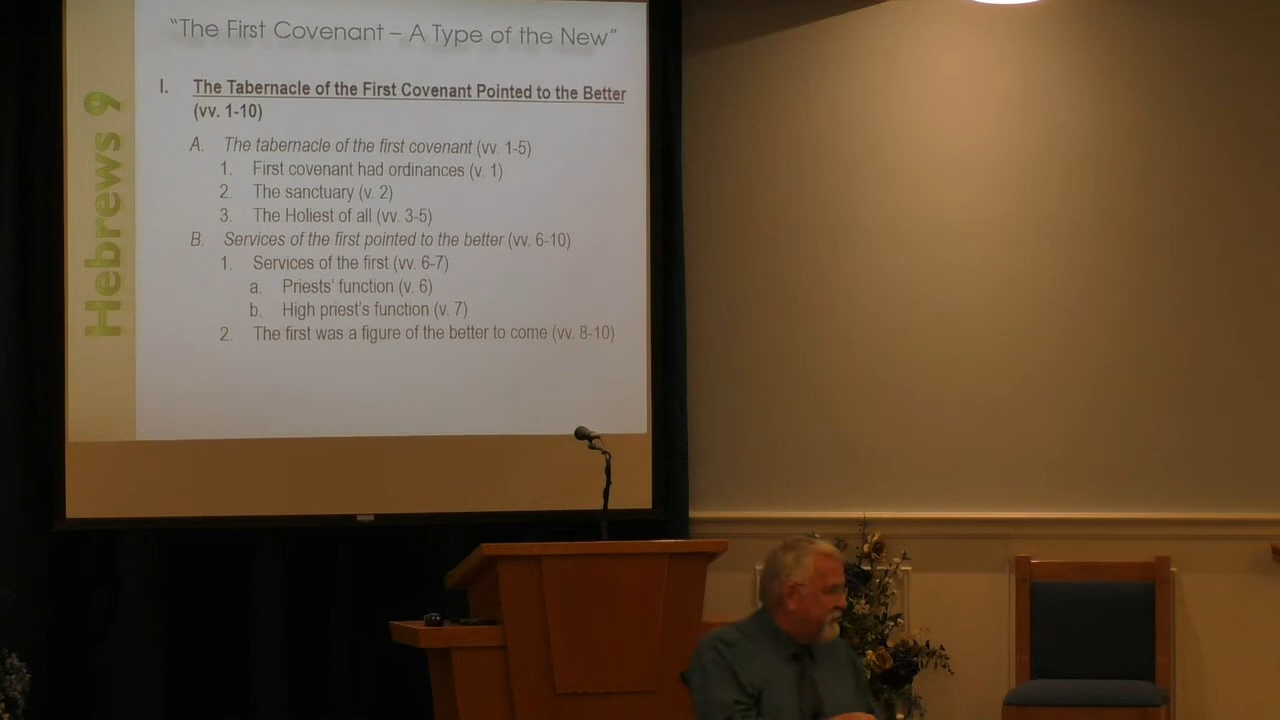 "The First Covenant – A Type of the New"
Hebrews 9
I. The Tabernacle of the First Covenant Pointed to the Better
(vv. 1-10)
A. The tabernacle of the first covenant (vv. 1-5)
1. First covenant had ordinances (v. 1)
2. The sanctuary (v. 2)
3. The Holiest of all (vv. 3-5)
B. Services of the first pointed to the better (vv. 6-10)
1. Services of the first (vv. 6-7)
a. Priests' function (v. 6)
b. High priest's function (v. 7)
2. The first was a figure of the better to come (vv. 8-10)